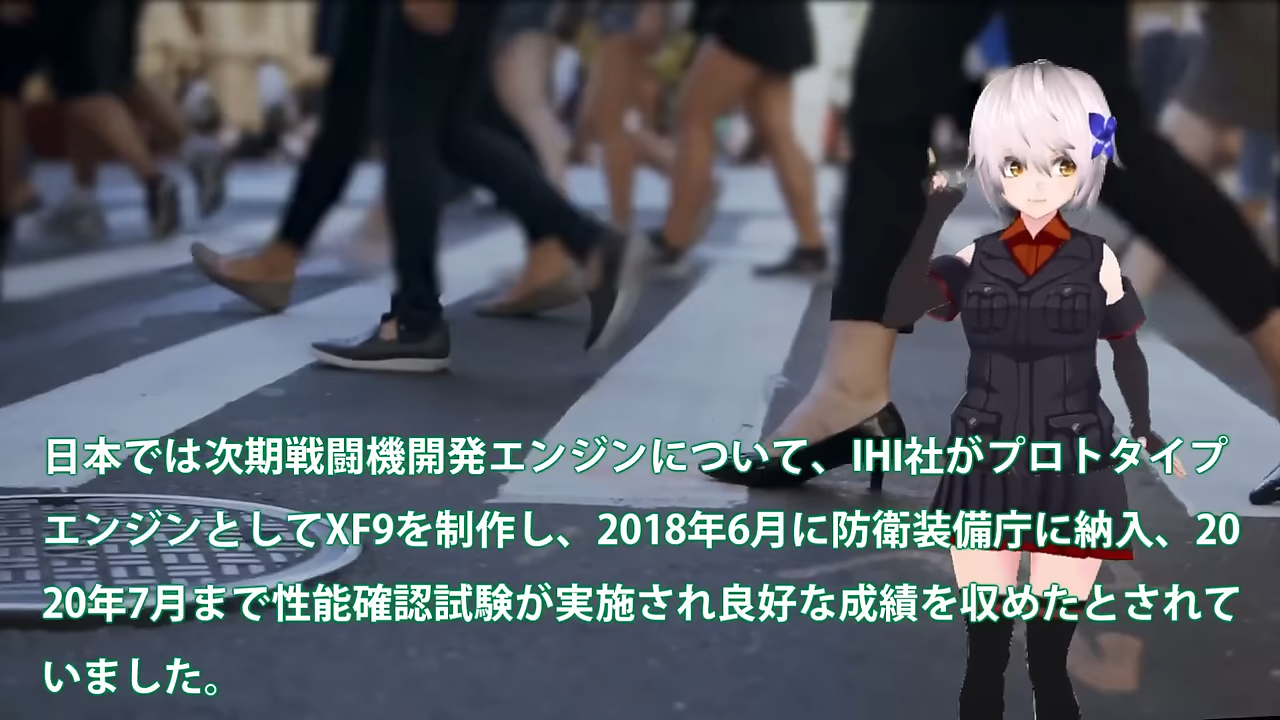 日本では次期戦闘機開発エンジンについて、IHI社がプロトタイプ
エンジンとしてXF9を制作し、2018年6月に防衛装備庁に納入、20
20年7月まで性能確認試験が実施され良好な成績を収めたとされて
いました。